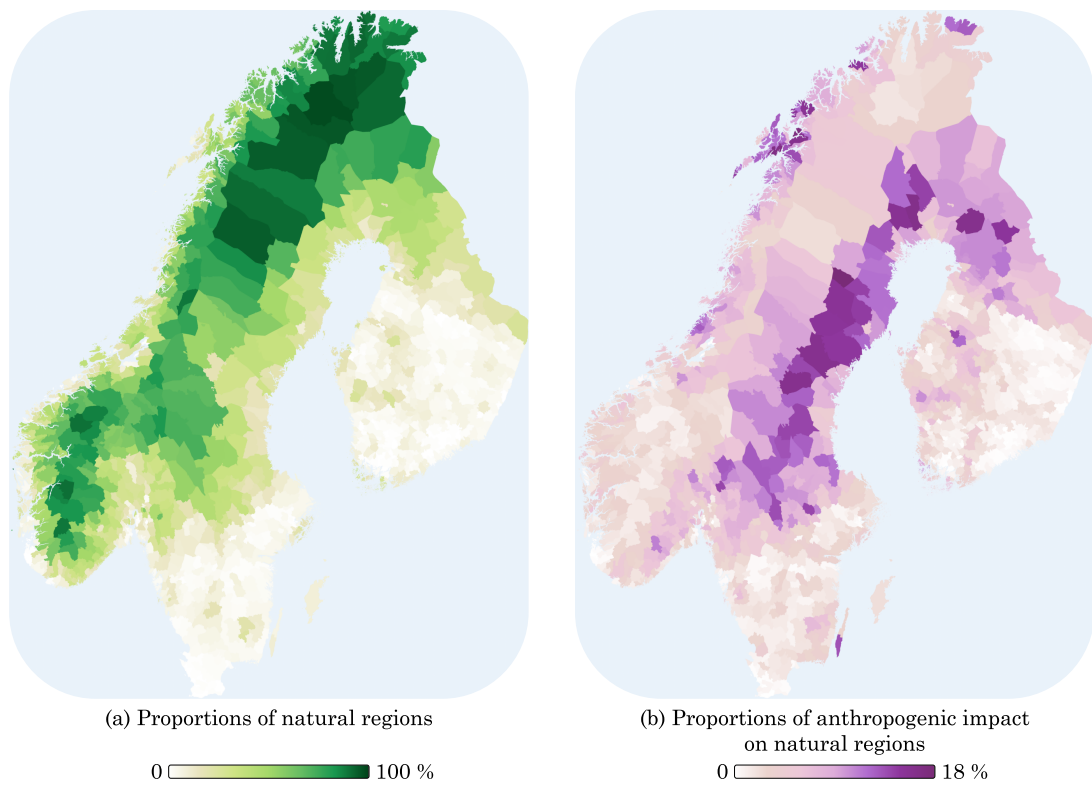 (a) Proportions of natural regions
0 100 %
(b) Proportions of anthropogenic impact
on natural regions
0 18 %